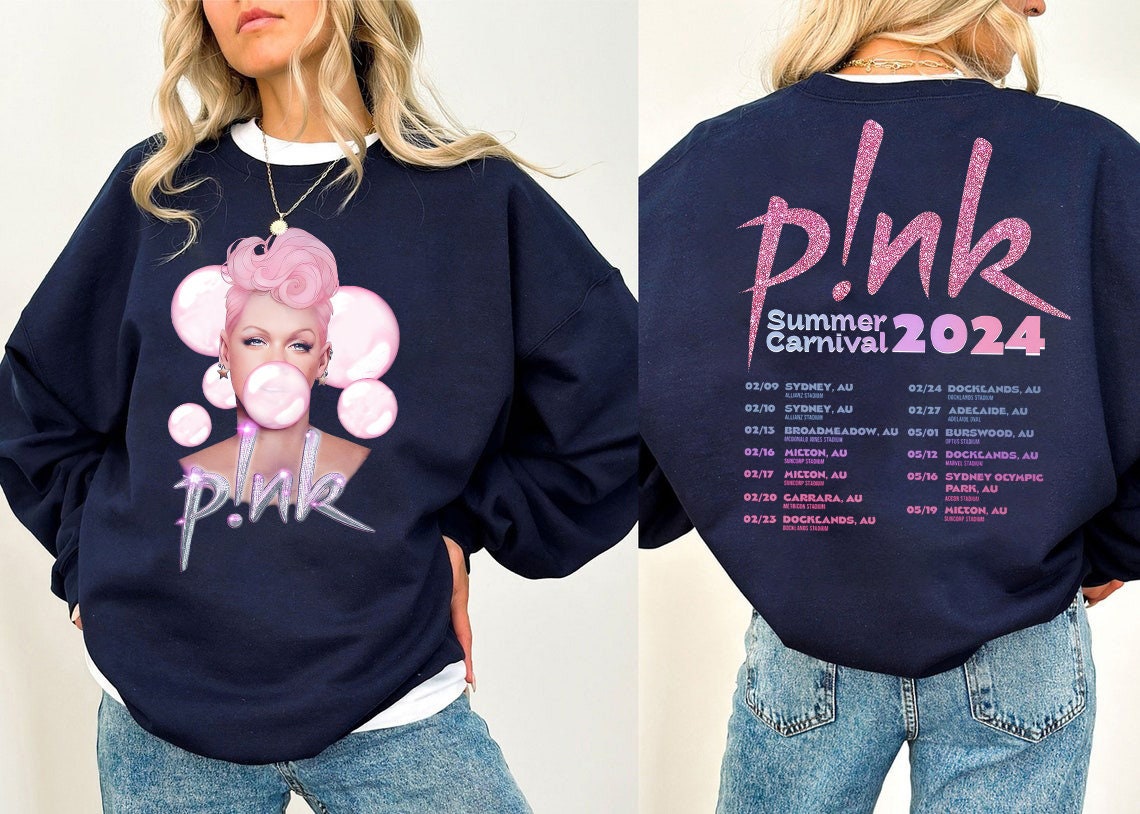 p!nk
p!nk
Summer
Carnival 2024
02/09 SYDNEY, AU
ALLIANZ STADIUM
02/10 SYDNEY, AU
ALLIANZ STADIUM
02/13 BROADMEADOW, AU
MCDONALD JONES STADIUM
02/16 MILTON, AU
SUNCORP STADIUM
02/17 MILTON, AU
SUNCORP STADIUM
02/20 CARRARA, AU
METRICON STADIUM
02/23 DOCKLANDS, AU
DOCKLANDS STADIUM
02/24 DOCKLANDS, AU
DOCKLANDS STADIUM
02/27 ADELAIDE, AU
ADELAIDE OVAL
05/01 BURSWOOD, AU
OPTUS STADIUM
05/12 DOCKLANDS, AU
MARVEL STADIUM
05/16 SYDNEY OLYMPIC
PARK, AU
ACCOR STADIUM
05/19 MILTON, AU
SUNCORP STADIUM